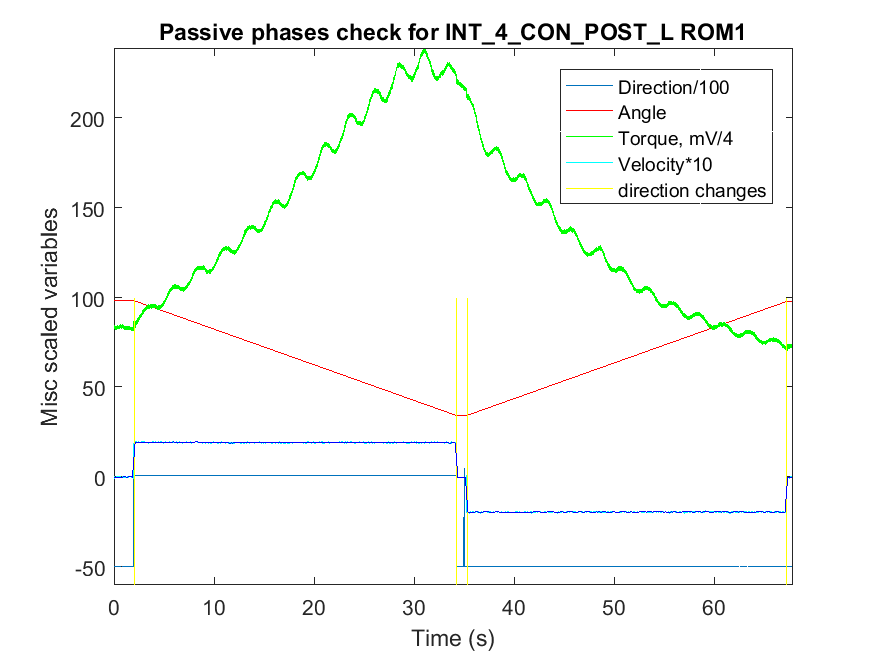 Passive phases check for INT_4_CON_POST_L ROM1
Direction/100
Angle
Torque, mV/4
Velocity*10
direction changes
Misc scaled variables
200
150
100
50
0
-50
0 10 20 30 40 50 60
Time (s)